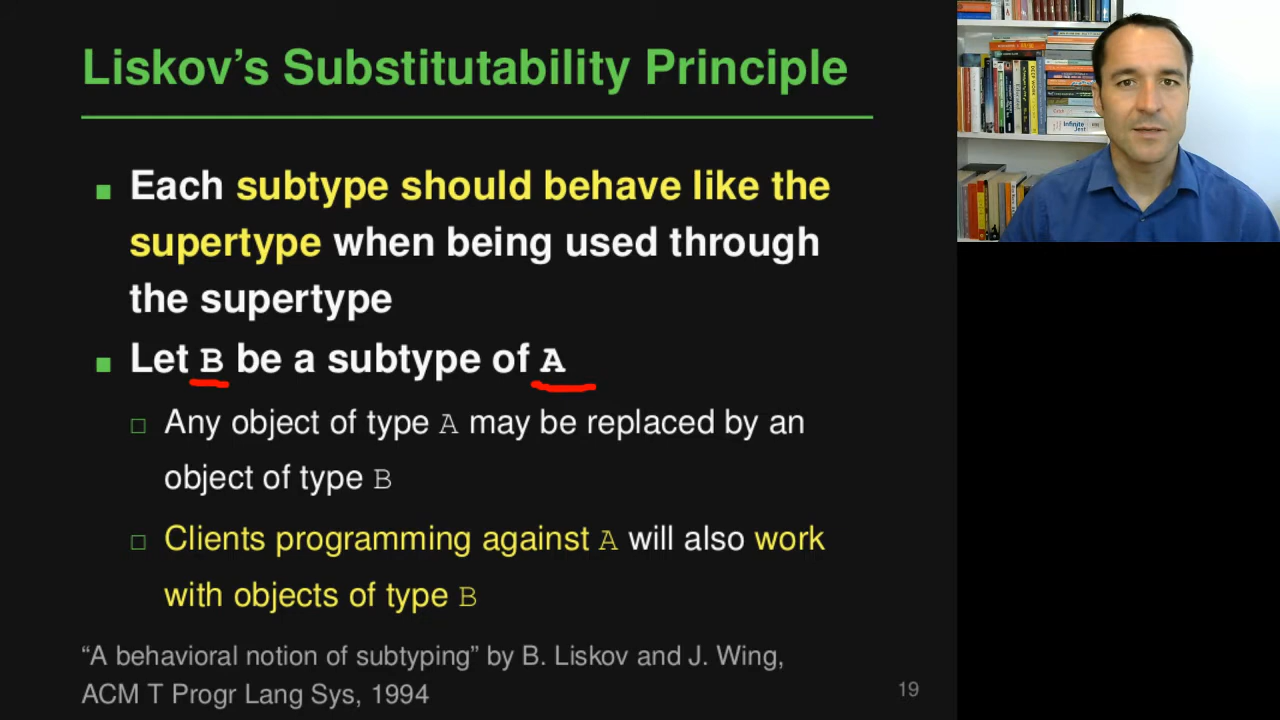 Liskov’s Substitutability Principle
■ Each subtype should behave like the
supertype when being used through
the supertype
■ Let B be a subtype of A
□ Any object of type A may be replaced by an
object of type B
□ Clients programming against A will also work
with objects of type B
“A behavioral notion of subtyping” by B. Liskov and J. Wing,
ACM T Progr Lang Sys, 1994
19
Infinite
Jest